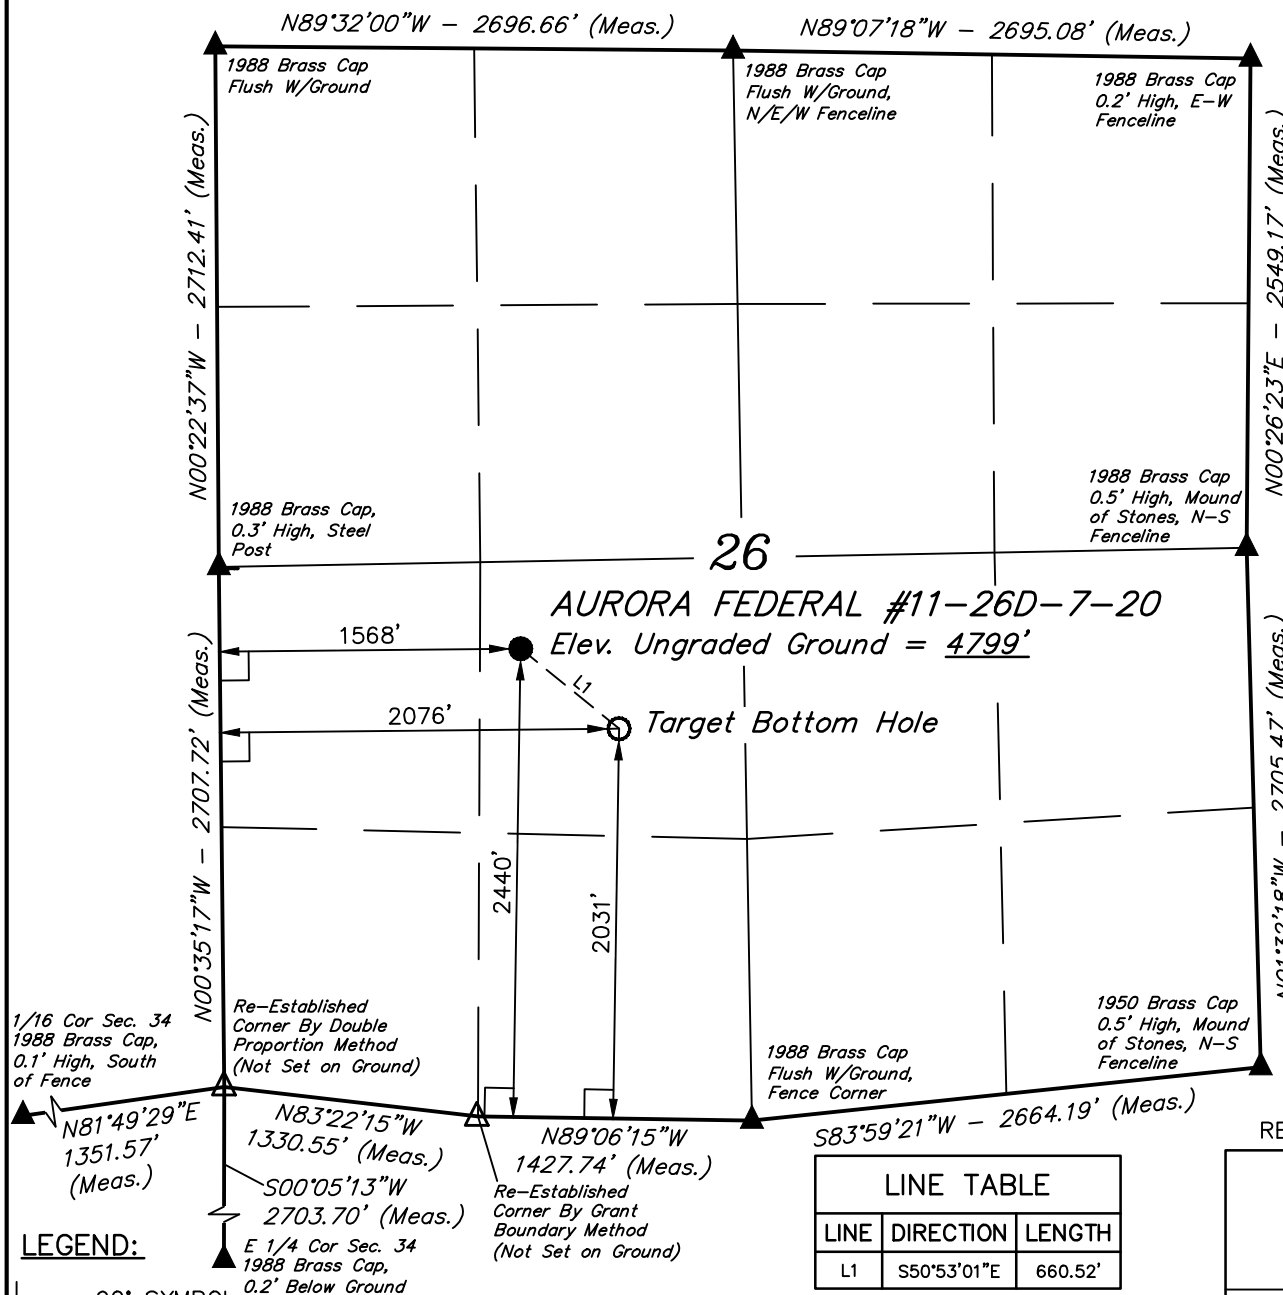 N89°32'00"W – 2696.66' (Meas.)
N89°07'18"W – 2695.08' (Meas.)
1988 Brass Cap
Flush W/Ground
1988 Brass Cap
Flush W/Ground,
N/E/W Fenceline
1988 Brass Cap
0.2' High, E–W
Fenceline
N00°22'37"W – 2712.41' (Meas.)
N00°26'23"E – 2549.17' (Meas.)
1988 Brass Cap,
0.3' High, Steel
Post
1988 Brass Cap
0.5' High, Mound
of Stones, N–S
Fenceline
26
AURORA FEDERAL #11–26D–7–20
Elev. Ungraded Ground = 4799'
1568'
L1
2076'
Target Bottom Hole
N00°35'17"W – 2707.72' (Meas.)
N01°32'18"W – 2705.47' (Meas.)
2440'
2031'
1/16 Cor Sec. 34
1988 Brass Cap,
0.1' High, South
of Fence
Re–Established
Corner By Double
Proportion Method
(Not Set on Ground)
1988 Brass Cap
Flush W/Ground,
Fence Corner
1950 Brass Cap
0.5' High, Mound
of Stones, N–S
Fenceline
N81°49'29"E
1351.57'
(Meas.)
N83°22'15"W
1330.55' (Meas.)
N89°06'15"W
1427.74' (Meas.)
S83°59'21"W – 2664.19' (Meas.)
S00°05'13"W
2703.70' (Meas.)
Re–Established
Corner By Grant
Boundary Method
(Not Set on Ground)
E 1/4 Cor Sec. 34
1988 Brass Cap,
0.2' Below Ground
LEGEND:
90° SYMBOL
LINE TABLE
LINE DIRECTION LENGTH
L1 S50°53'01"E 660.52'
RE